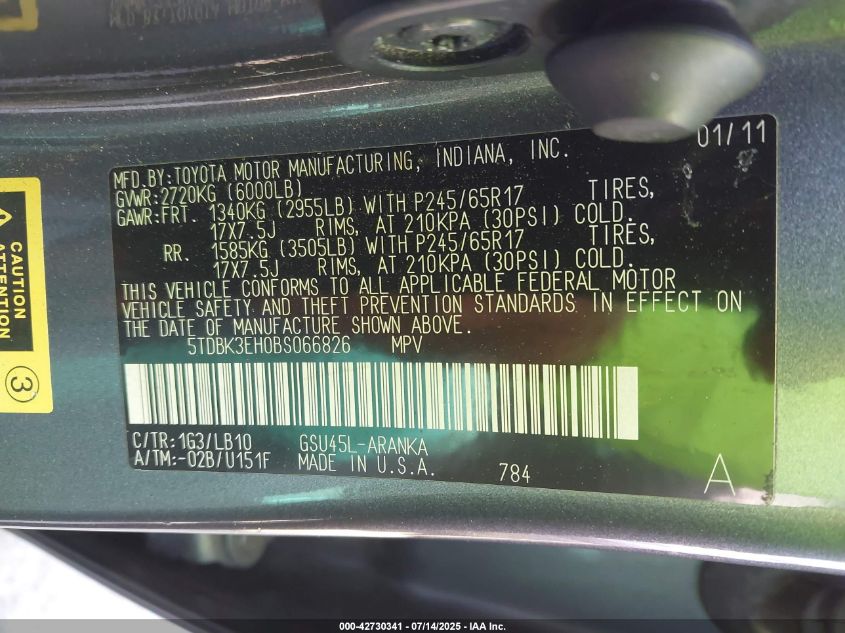 01/11
MFD.BY:TOYOTA MOTOR MANUFACTURING, INDIANA, INC.
GVWR:2720KG (6000LB)
GAWR:FRT. 1340KG (2955LB) WITH P245/65R17 TIRES,
17X7.5J RIMS, AT 210KPA (30PSI) COLD.
RR. 1585KG (3505LB) WITH P245/65R17 TIRES,
17X7.5J RIMS, AT 210KPA (30PSI) COLD.
THIS VEHICLE CONFORMS TO ALL APPLICABLE FEDERAL MOTOR
VEHICLE SAFETY AND THEFT PREVENTION STANDARDS IN EFFECT ON
THE DATE OF MANUFACTURE SHOWN ABOVE.
5TDBK3EH0BS066826 MPV
C/TR:1G3/LB10 GSU45L-ARANKA
A/TM:-02B/U151F MADE IN U.S.A. 784 A
CAUTION
ATTENTION
3
000-42730341 - 07/14/2025 - IAA Inc.